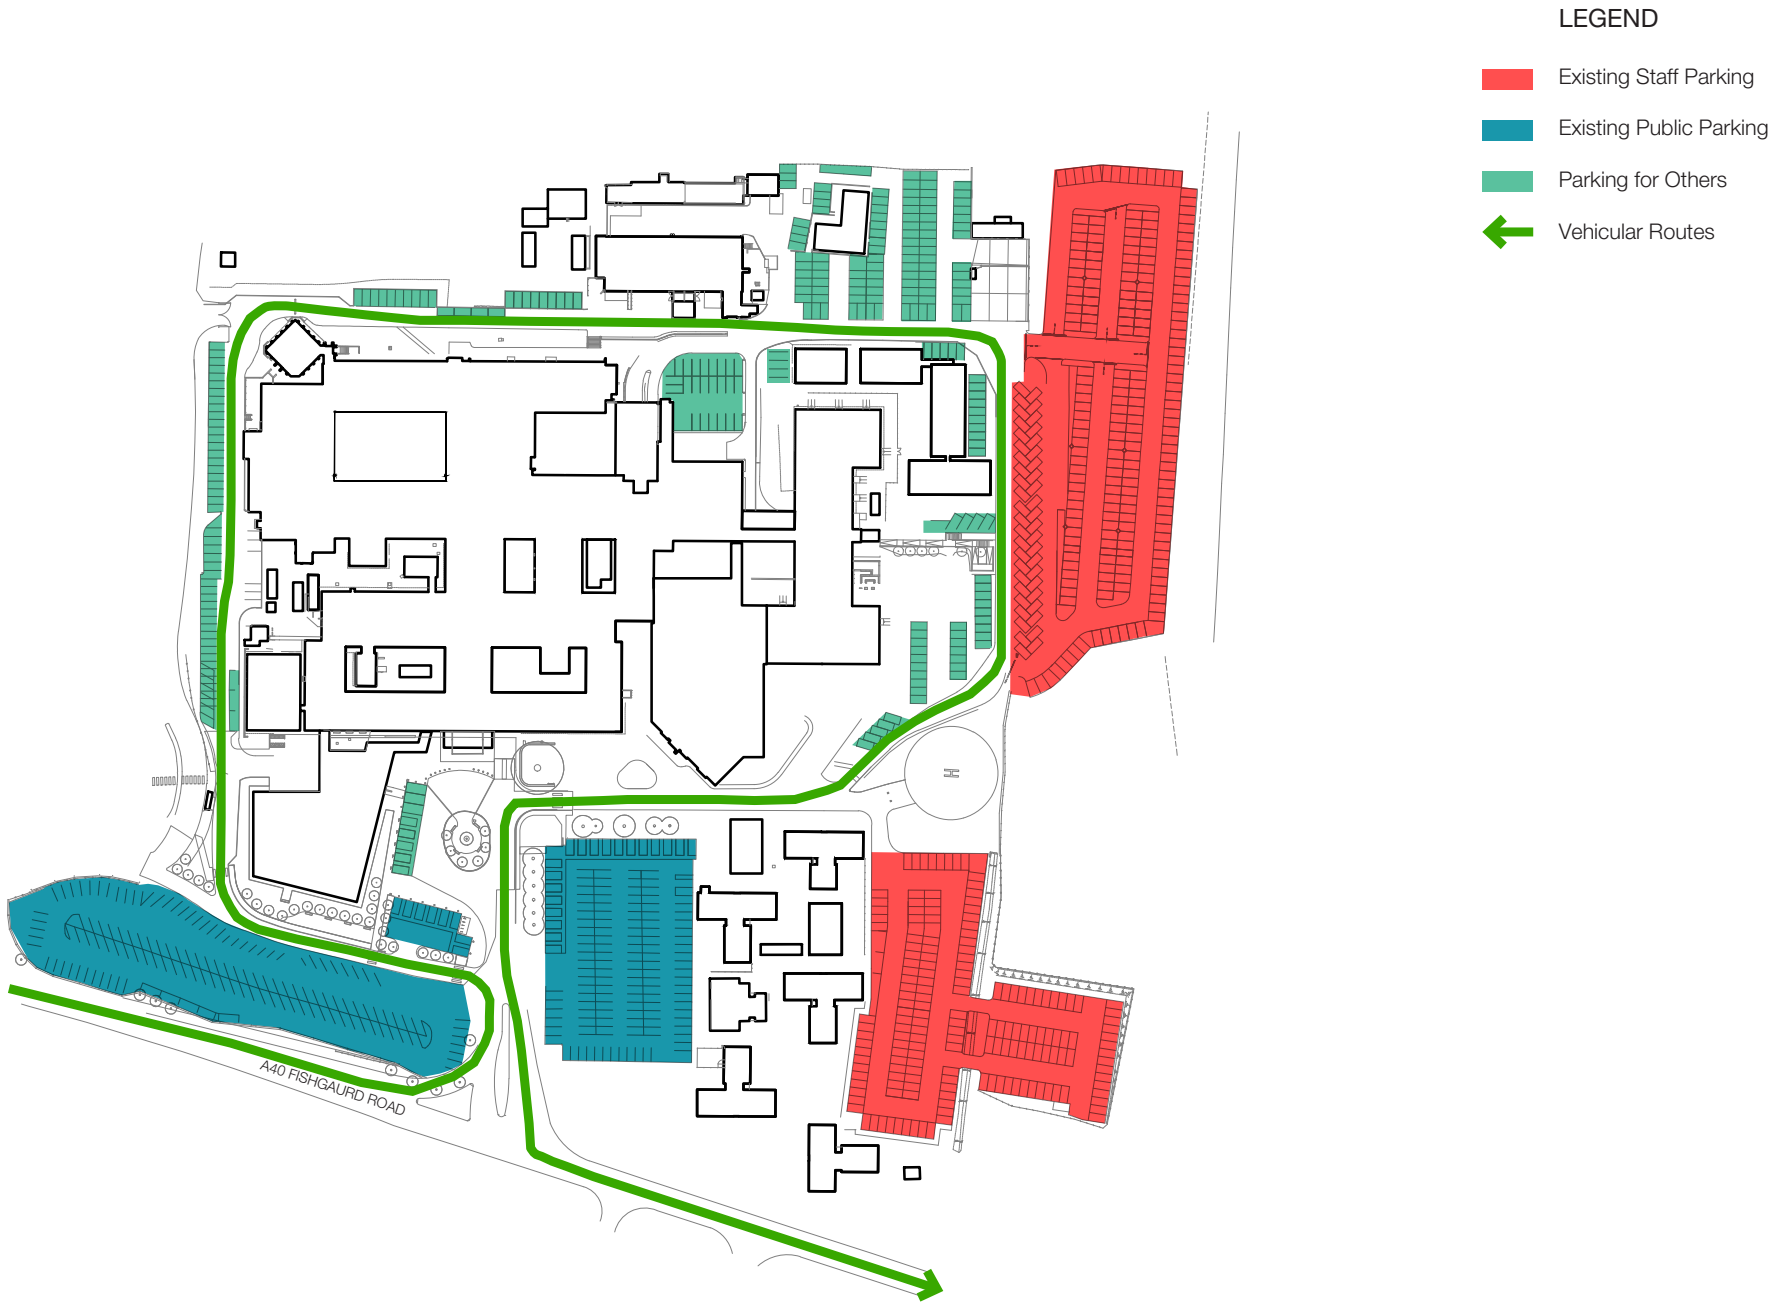 LEGEND
Existing Staff Parking
Existing Public Parking
Parking for Others
Vehicular Routes
H
A40 FISHGAURD ROAD